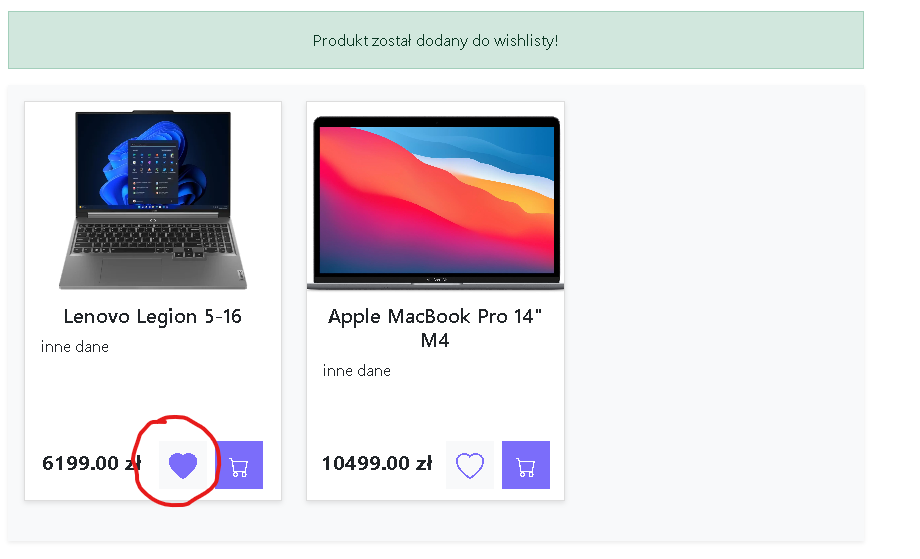 Produkt został dodany do wishlisty!
Lenovo Legion 5-16
inne dane
6199.00 zł
Apple MacBook Pro 14"
M4
inne dane
10499.00 zł